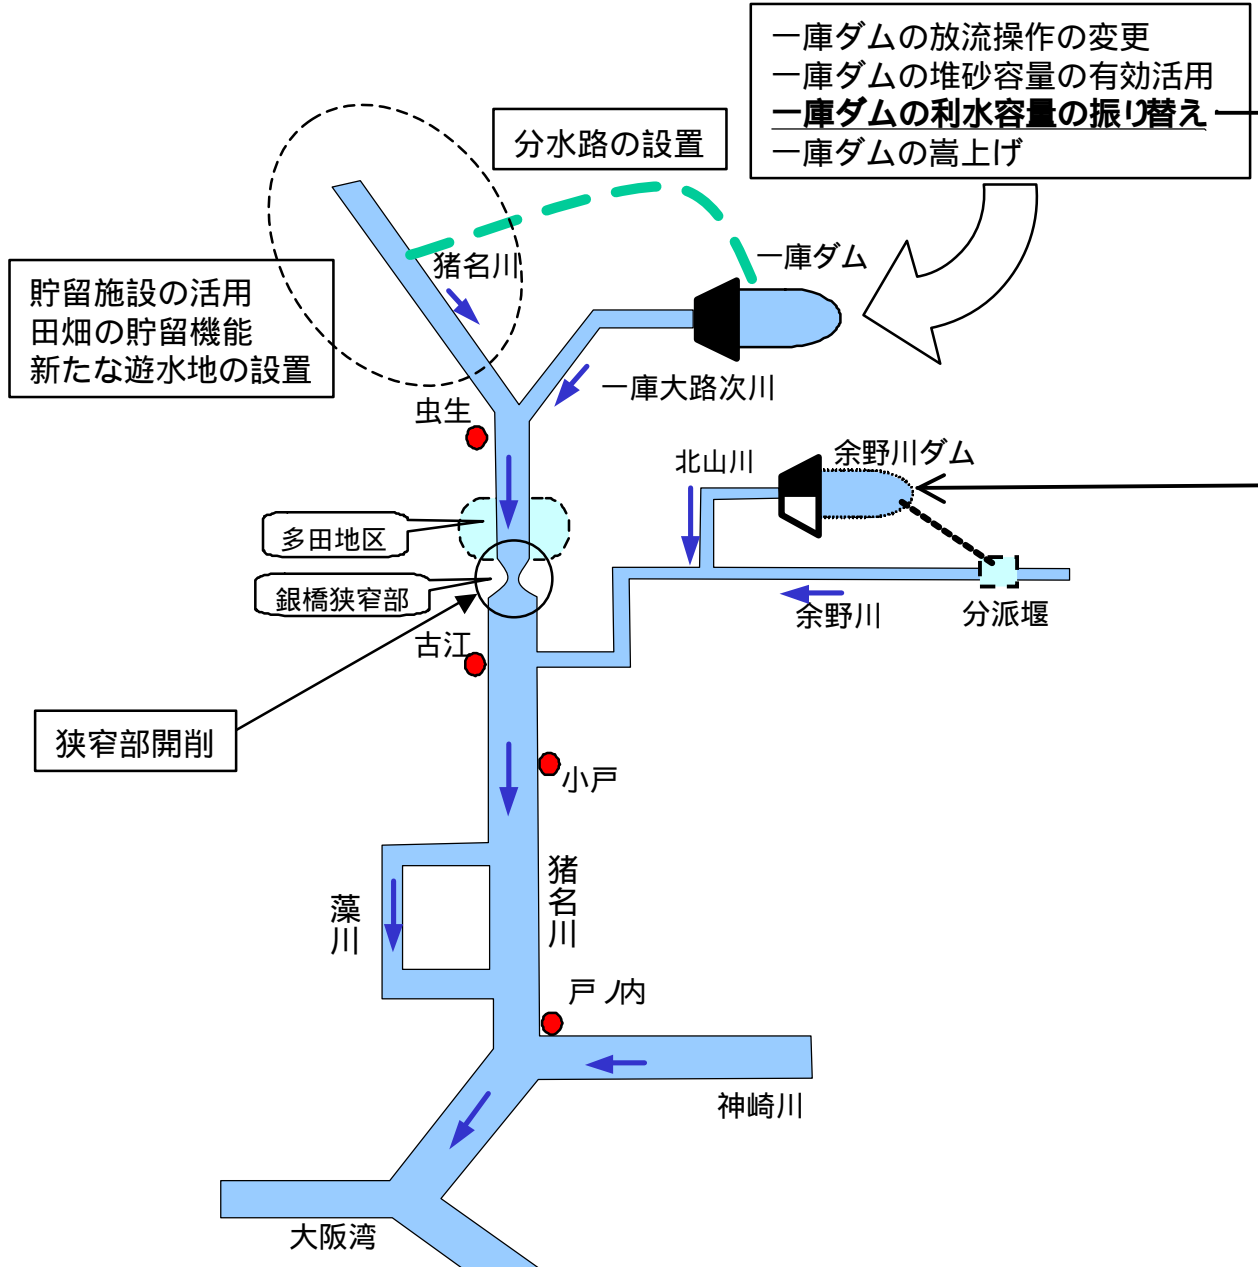 一庫ダムの放流操作の変更
一庫ダムの堆砂容量の有効活用
一庫ダムの利水容量の振り替え
一庫ダムの嵩上げ
分水路の設置
猪名川
一庫ダム
貯留施設の活用
田畑の貯留機能
新たな遊水地の設置
一庫大路次川
虫生
北山川
余野川ダム
多田地区
銀橋狭窄部
余野川
分派堰
古江
狭窄部開削
小戸
猪名川
藻川
戸ノ内
神崎川
大阪湾